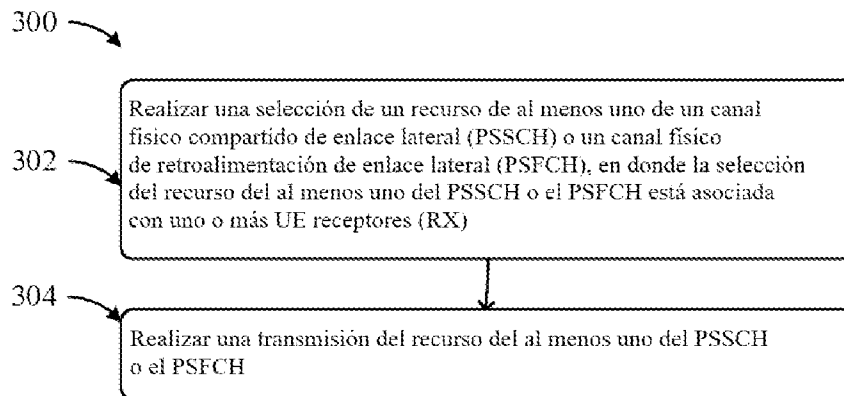 300
302
Realizar una selección de un recurso de al menos uno de un canal
físico compartido de enlace lateral (PSSCH) o un canal físico
de retroalimentación de enlace lateral (PSFCH), en donde la selección
del recurso del al menos uno del PSSCH o el PSFCH está asociada
con uno o más UE receptores (RX)
304
Realizar una transmisión del recurso del al menos uno del PSSCH
o el PSFCH